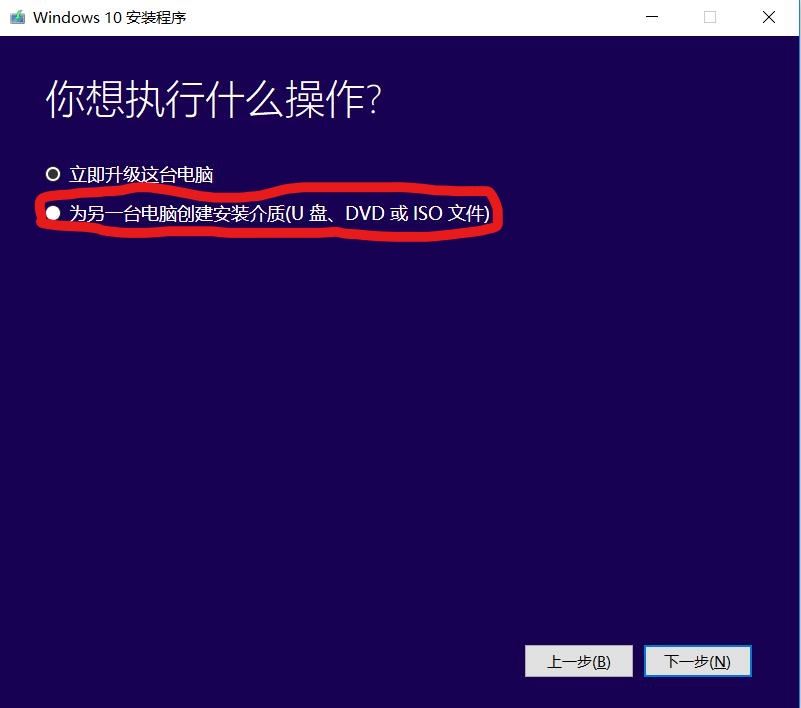 Windows 10 安装程序
你想执行什么操作?
立即升级这台电脑
为另一台电脑创建安装介质(U 盘、DVD 或 ISO 文件)
上一步(B)
下一步(N)